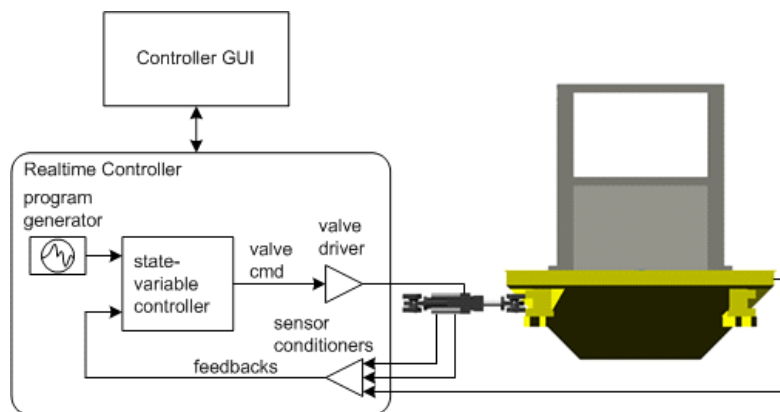 Controller GUI
Realtime Controller
program
generator
state-
variable
controller
valve
cmd
valve
driver
sensor
conditioners
feedbacks